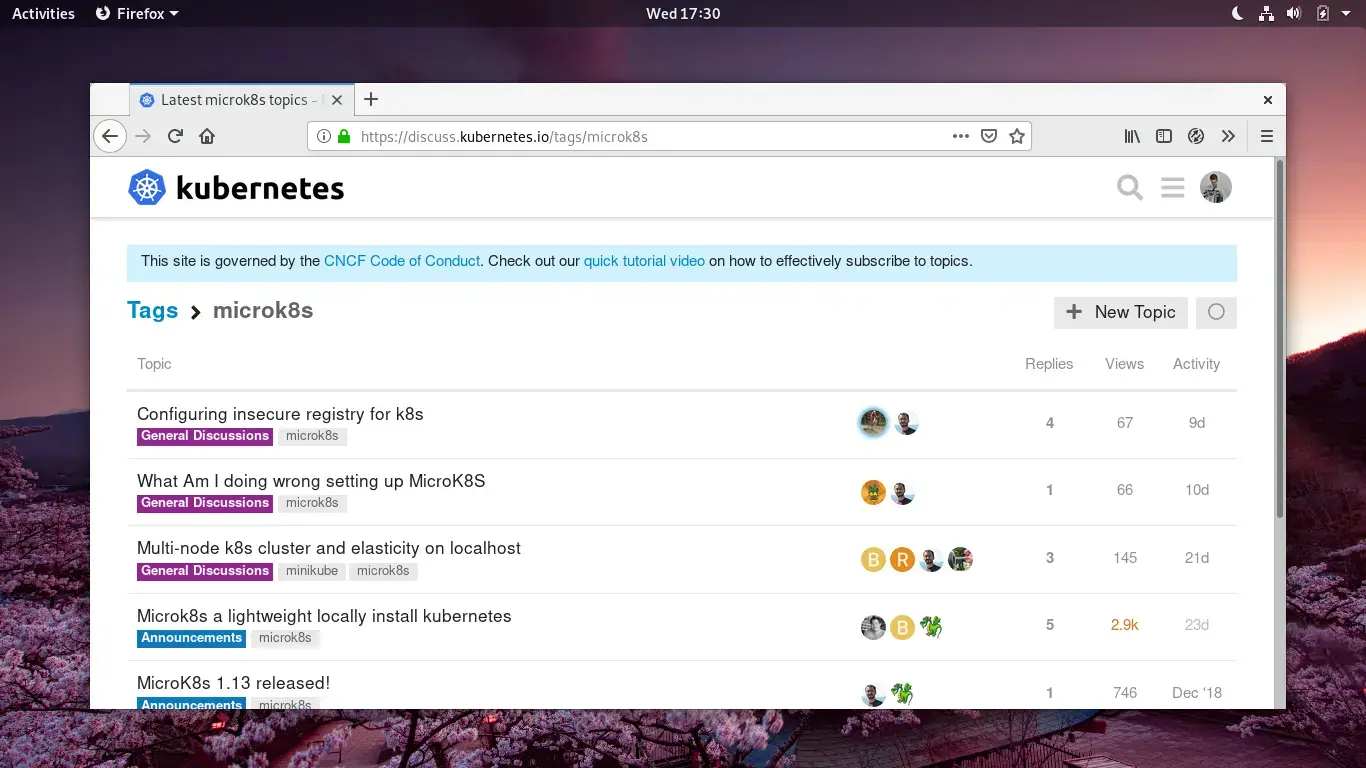 Activities Firefox Wed 17:30
Latest microk8s topics -
https://discuss.kubernetes.io/tags/microk8s
kubernetes
This site is governed by the CNCF Code of Conduct. Check out our quick tutorial video on how to effectively subscribe to topics.
Tags > microk8s New Topic
Topic Replies Views Activity
Configuring insecure registry for k8s
General Discussions microk8s 4 67 9d
What Am I doing wrong setting up MicroK8S
General Discussions microk8s 1 66 10d
Multi-node k8s cluster and elasticity on localhost
General Discussions minikube microk8s B R 3 145 21d
Microk8s a lightweight locally install kubernetes
Announcements microk8s B 5 2.9k 23d
MicroK8s 1.13 released!
Announcements microk8s 1 746 Dec '18